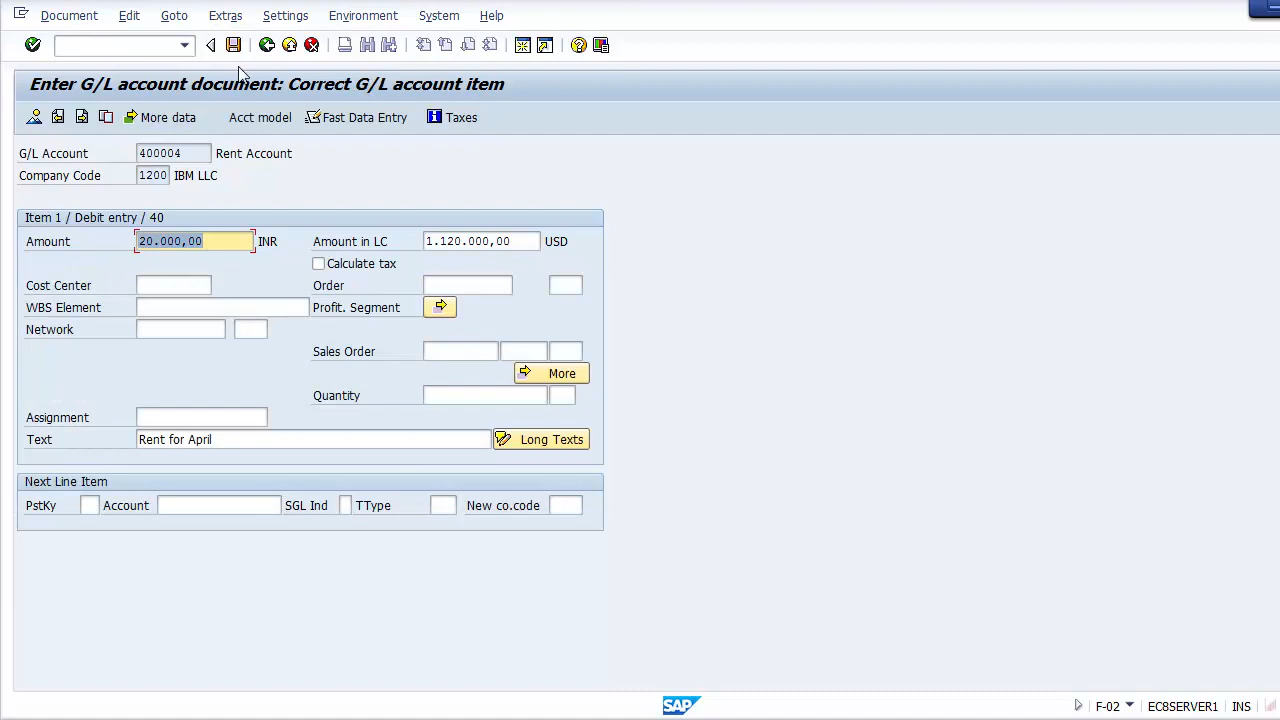 Document Edit Goto Extras Settings Environment System Help
Enter G/L account document: Correct G/L account item
More data Acct model Fast Data Entry Taxes
G/L Account 400004 Rent Account
Company Code 1200 IBM LLC
Item 1 / Debit entry / 40
Amount 20.000,00 INR Amount in LC 1.120.000,00 USD
Calculate tax
Cost Center Order
WBS Element Profit. Segment
Network
Sales Order
More
Quantity
Assignment
Text Rent for April Long Texts
Next Line Item
PstKy Account SGL Ind TType New co.code
SAP F-02 EC8SERVER1 INS